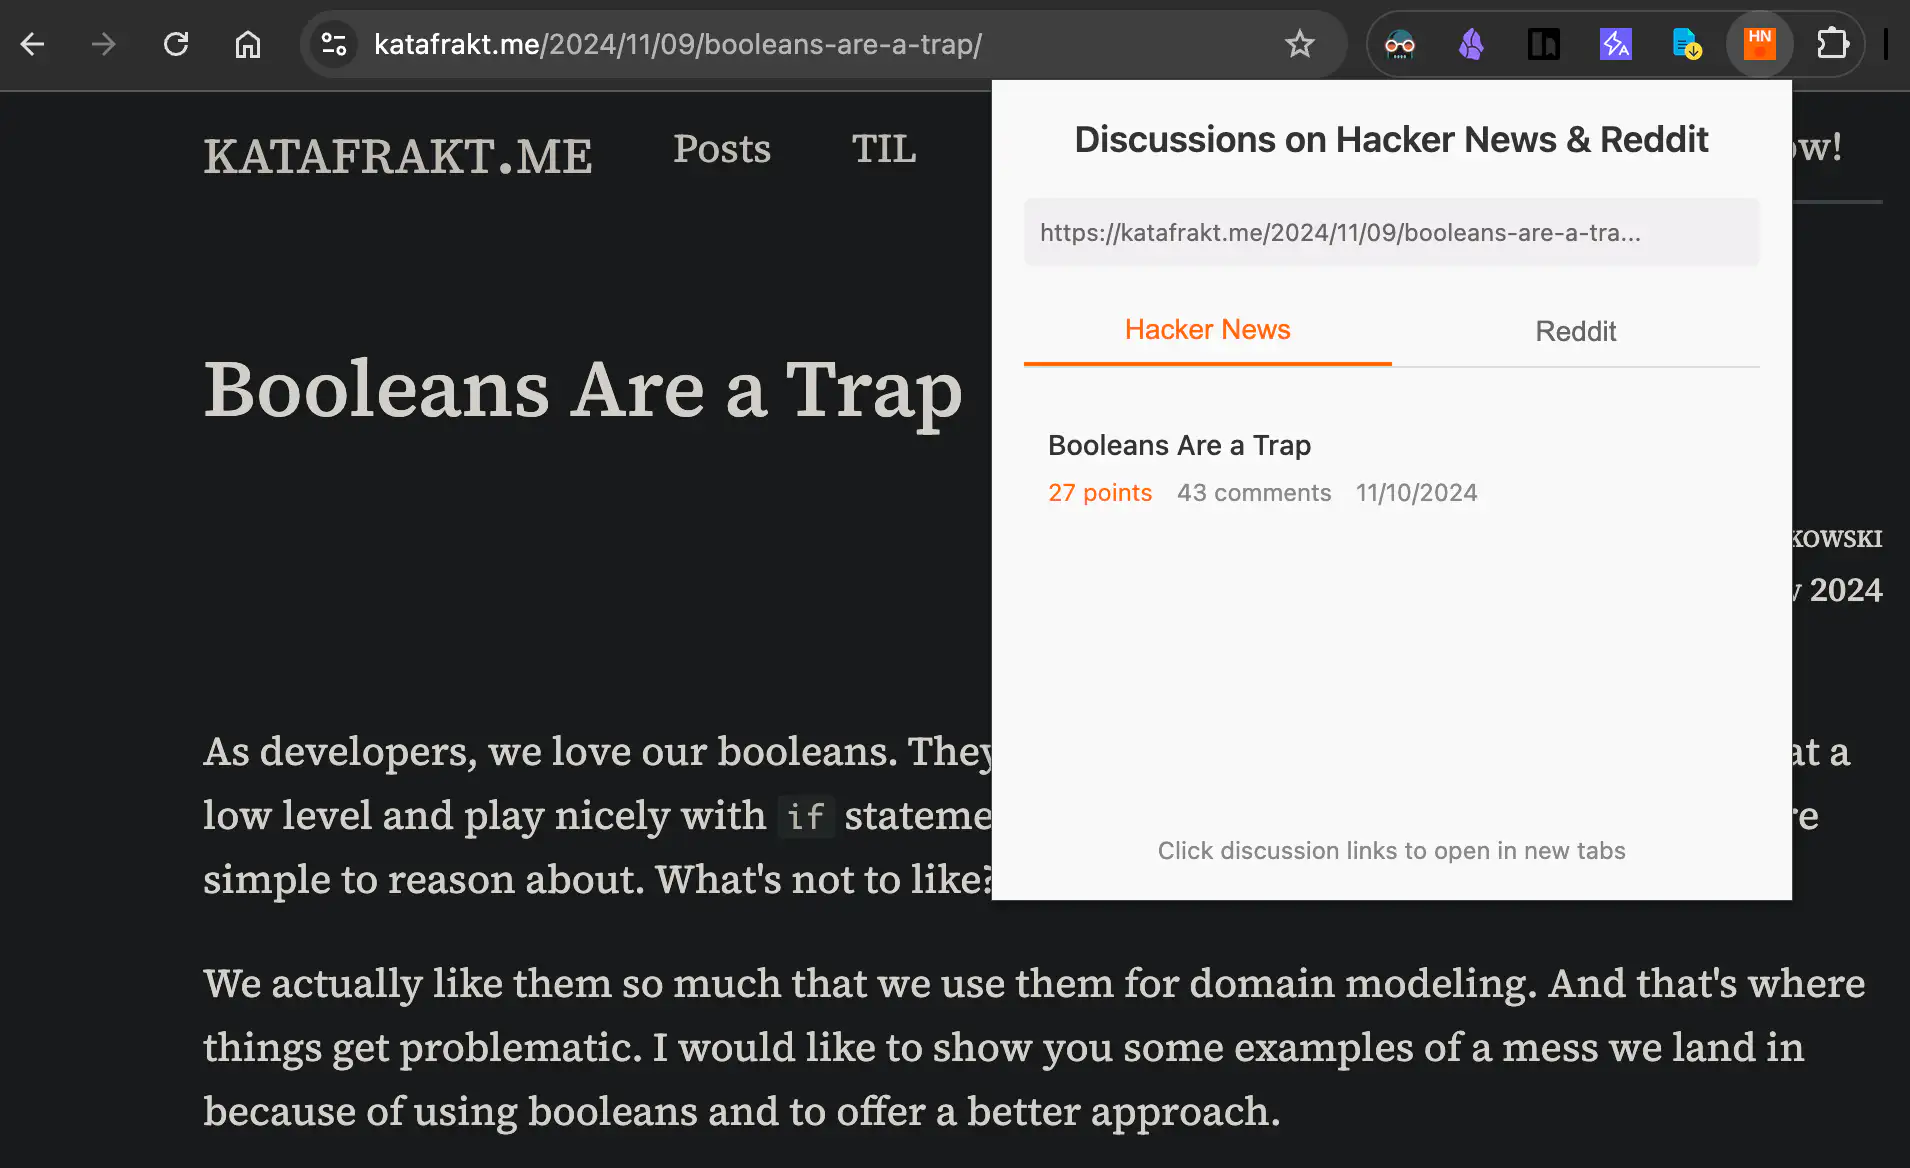 katafrakt.me/2024/11/09/booleans-are-a-trap/
HN
KATAFRAKT.ME Posts TIL
Discussions on Hacker News & Reddit
https://katafrakt.me/2024/11/09/booleans-are-a-tra...
Hacker News Reddit
Booleans Are a Trap
27 points 43 comments 11/10/2024
Click discussion links to open in new tabs
Booleans Are a Trap
2024
As developers, we love our booleans. They at a
low level and play nicely with if
simple to reason about. What's not to like?
We actually like them so much that we use them for domain modeling. And that's where
things get problematic. I would like to show you some examples of a mess we land in
because of using booleans and to offer a better approach.